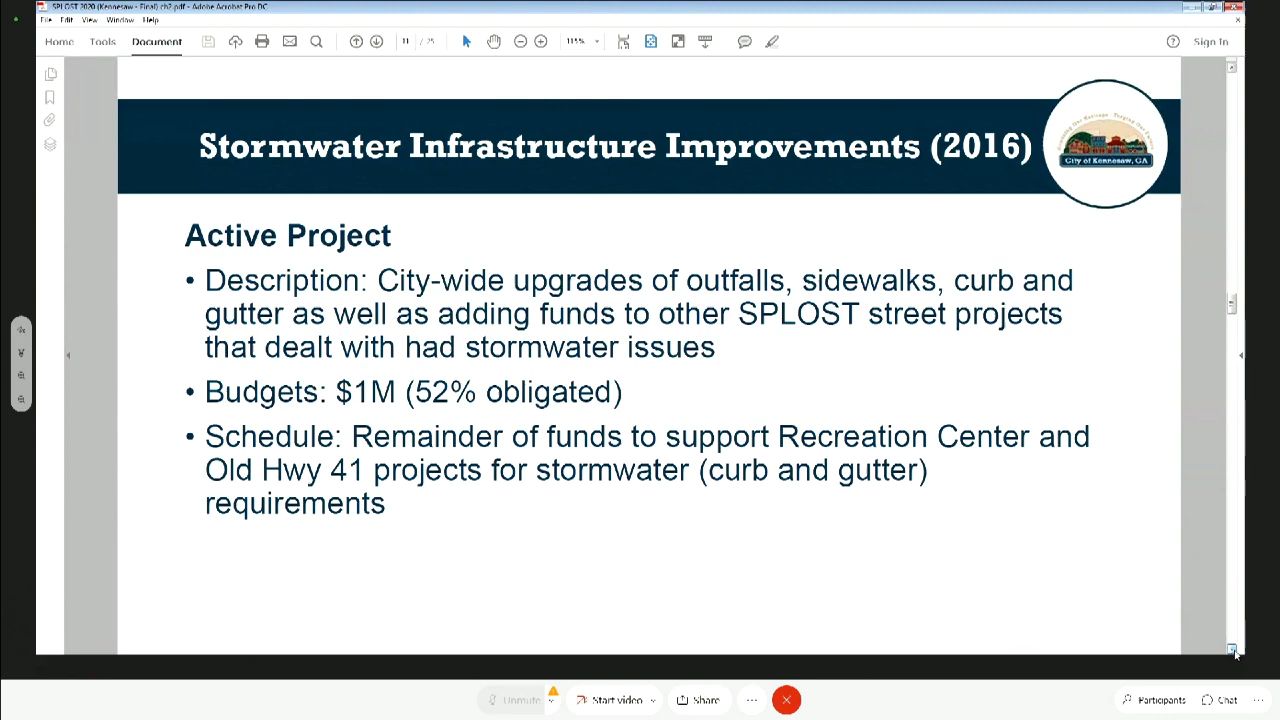 SPLOST 2020 (Kennesaw - Final) ch2.pdf - Adobe Acrobat Pro DC
File Edit View Window Help
Home Tools Document 11 / 25 115% Sign In
Stormwater Infrastructure Improvements (2016)
City of Kennesaw, GA
Active Project
• Description: City-wide upgrades of outfalls, sidewalks, curb and
gutter as well as adding funds to other SPLOST street projects
that dealt with had stormwater issues
• Budgets: $1M (52% obligated)
• Schedule: Remainder of funds to support Recreation Center and
Old Hwy 41 projects for stormwater (curb and gutter)
requirements
Unmute Start video Share Participants Chat